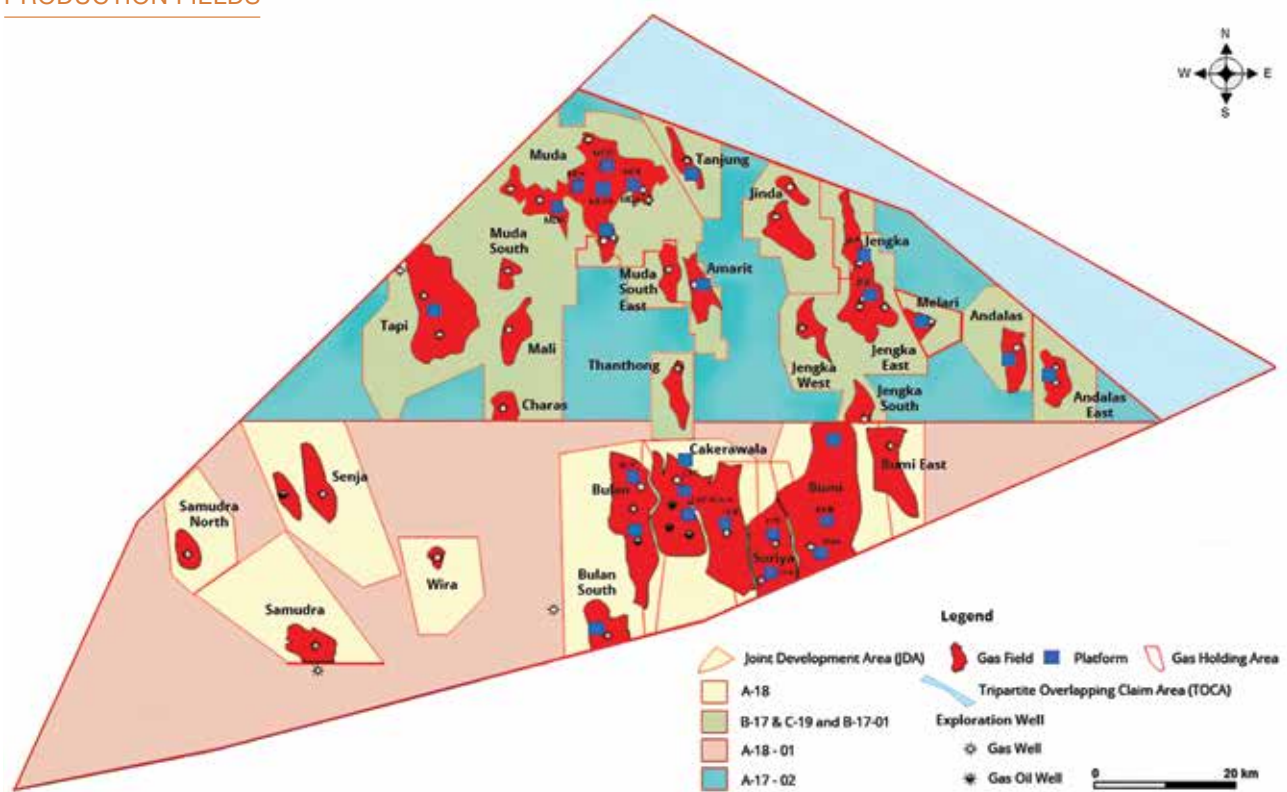 PRODUCTION FIELDS
N
W
E
S
Muda
Tanjung
Jinda
Muda
South
Jengka
Muda
South
East
Amarit
Melari
Andalas
Tapi
Mali
Thanthong
Jengka
West
Jengka
East
Charas
Jengka
South
Andalas
East
Cakerawala
Senja
Bulan
Bumi
Bumi East
Samudra
North
Suriya
Wira
Bulan
South
Samudra
Legend
Joint Development Area (JDA)
Gas Field
Platform
Gas Holding Area
A-18
Tripartite Overlapping Claim Area (TOCA)
B-17 & C-19 and B-17-01
Exploration Well
A-18 - 01
Gas Well
A-17 - 02
Gas Oil Well
0
20 km